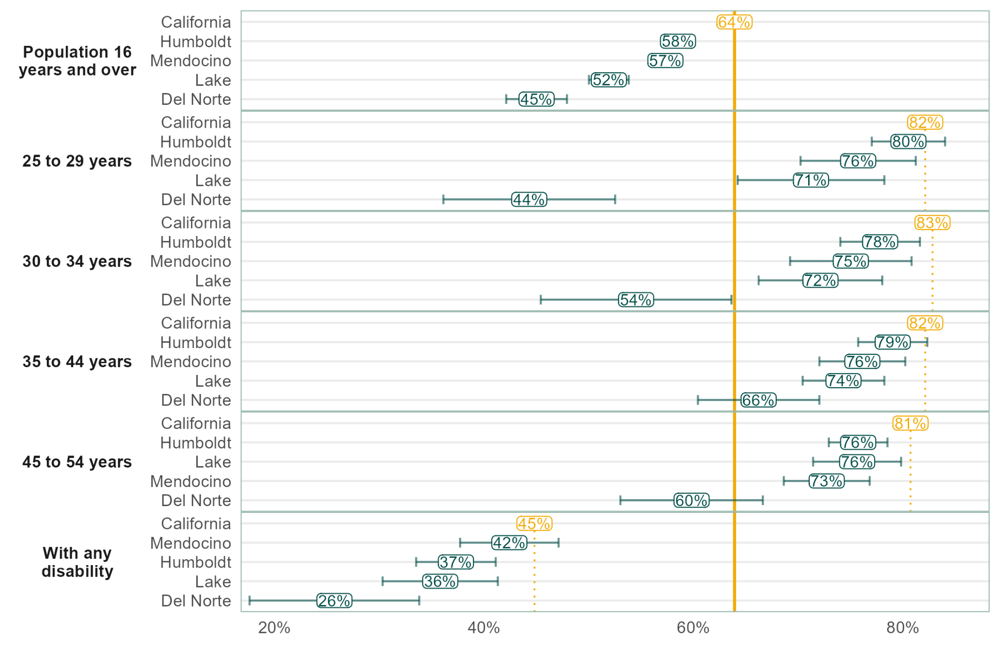 Population 16
years and over
California 64%
Humboldt 58%
Mendocino 57%
Lake 52%
Del Norte 45%
25 to 29 years
California 82%
Humboldt 80%
Mendocino 76%
Lake 71%
Del Norte 44%
30 to 34 years
California 83%
Humboldt 78%
Mendocino 75%
Lake 72%
Del Norte 54%
35 to 44 years
California 82%
Humboldt 79%
Mendocino 76%
Lake 74%
Del Norte 66%
45 to 54 years
California 81%
Humboldt 76%
Lake 76%
Mendocino 73%
Del Norte 60%
With any
disability
California 45%
Mendocino 42%
Humboldt 37%
Lake 36%
Del Norte 26%
20% 40% 60% 80%